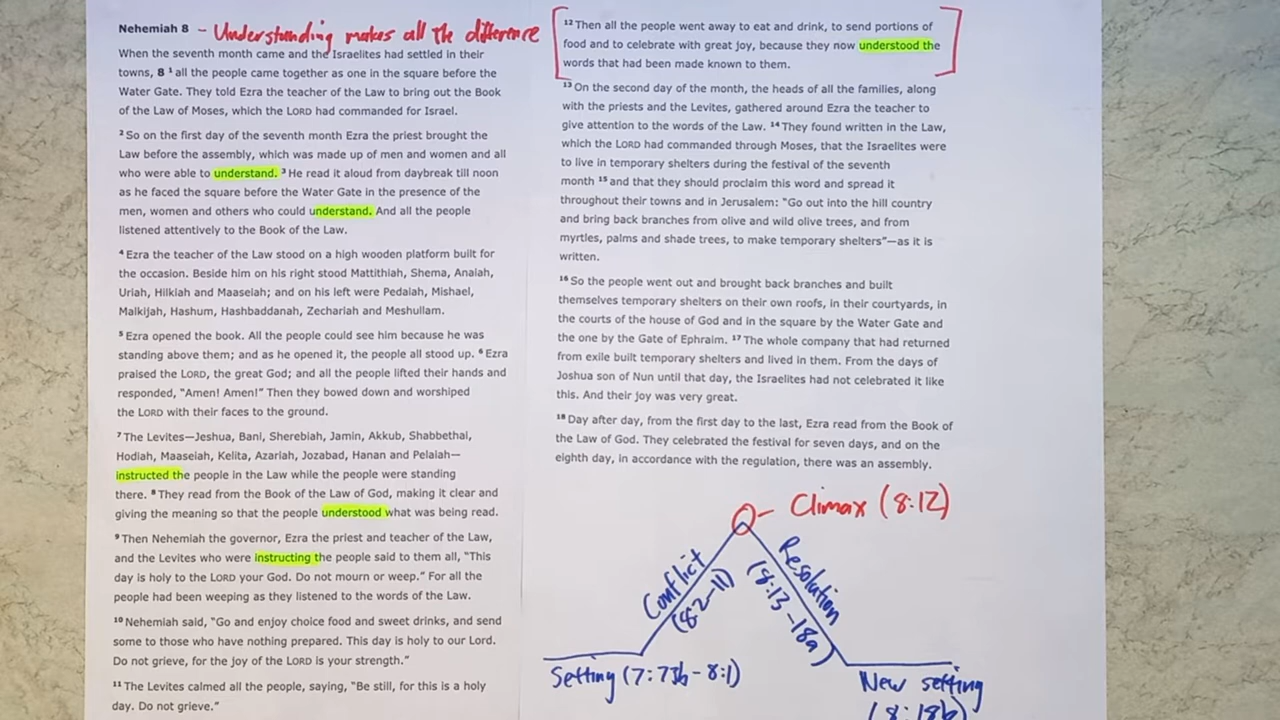 Nehemiah 8 - Understanding makes all the difference
When the seventh month came and the Israelites had settled in their
towns, 8 1 all the people came together as one in the square before the
Water Gate. They told Ezra the teacher of the Law to bring out the Book
of the Law of Moses, which the LORD had commanded for Israel.
2 So on the first day of the seventh month Ezra the priest brought the
Law before the assembly, which was made up of men and women and all
who were able to understand. 3 He read it aloud from daybreak till noon
as he faced the square before the Water Gate in the presence of the
men, women and others who could understand. And all the people
listened attentively to the Book of the Law.
4 Ezra the teacher of the Law stood on a high wooden platform built for
the occasion. Beside him on his right stood Mattithiah, Shema, Anaiah,
Uriah, Hilkiah and Maaseiah; and on his left were Pedaiah, Mishael,
Malkijah, Hashum, Hashbaddanah, Zechariah and Meshullam.
5 Ezra opened the book. All the people could see him because he was
standing above them; and as he opened it, the people all stood up. 6 Ezra
praised the LORD, the great God; and all the people lifted their hands and
responded, "Amen! Amen!" Then they bowed down and worshiped
the LORD with their faces to the ground.
7 The Levites—Jeshua, Bani, Sherebiah, Jamin, Akkub, Shabbethai,
Hodiah, Maaseiah, Kelita, Azariah, Jozabad, Hanan and Pelaiah—
instructed the people in the Law while the people were standing
there. 8 They read from the Book of the Law of God, making it clear and
giving the meaning so that the people understood what was being read.
9 Then Nehemiah the governor, Ezra the priest and teacher of the Law,
and the Levites who were instructing the people said to them all, "This
day is holy to the LORD your God. Do not mourn or weep." For all the
people had been weeping as they listened to the words of the Law.
10 Nehemiah said, "Go and enjoy choice food and sweet drinks, and send
some to those who have nothing prepared. This day is holy to our Lord.
Do not grieve, for the joy of the LORD is your strength."
11 The Levites calmed all the people, saying, "Be still, for this is a holy
day. Do not grieve."
12 Then all the people went away to eat and drink, to send portions of
food and to celebrate with great joy, because they now understood the
words that had been made known to them.
13 On the second day of the month, the heads of all the families, along
with the priests and the Levites, gathered around Ezra the teacher to
give attention to the words of the Law. 14 They found written in the Law,
which the LORD had commanded through Moses, that the Israelites were
to live in temporary shelters during the festival of the seventh
month 15 and that they should proclaim this word and spread it
throughout their towns and in Jerusalem: "Go out into the hill country
and bring back branches from olive and wild olive trees, and from
myrtles, palms and shade trees, to make temporary shelters"—as it is
written.
16 So the people went out and brought back branches and built
themselves temporary shelters on their own roofs, in their courtyards, in
the courts of the house of God and in the square by the Water Gate and
the one by the Gate of Ephraim. 17 The whole company that had returned
from exile built temporary shelters and lived in them. From the days of
Joshua son of Nun until that day, the Israelites had not celebrated it like
this. And their joy was very great.
18 Day after day, from the first day to the last, Ezra read from the Book of
the Law of God. They celebrated the festival for seven days, and on the
eighth day, in accordance with the regulation, there was an assembly.
Climax (8:12)
Conflict
(8:2-11)
Resolution
(8:13-18a)
Setting (7:73b-8:1)
New setting
(8:18b)